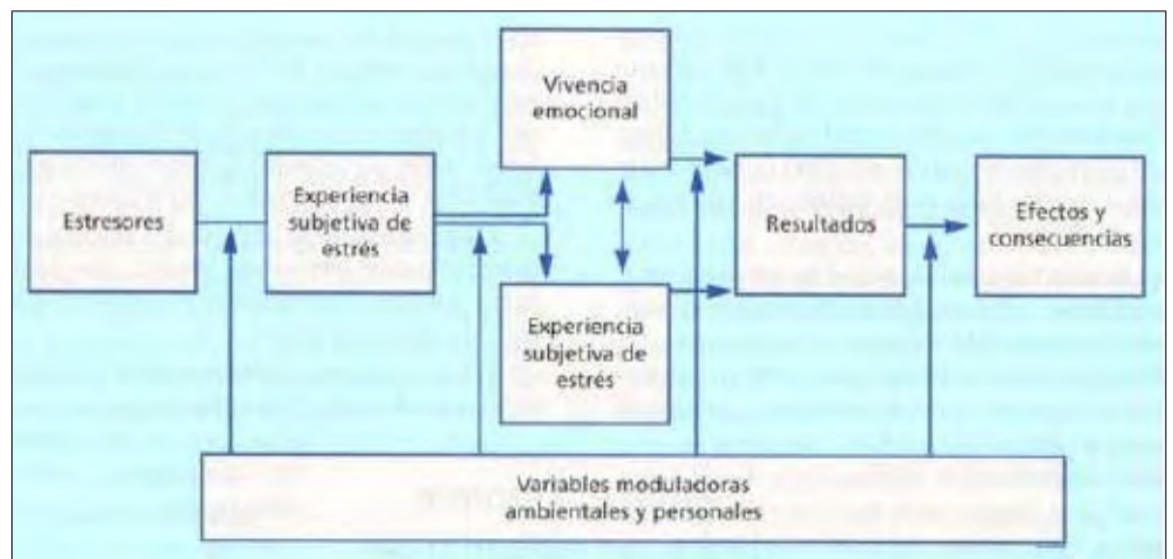 Vivencia
emocional
Estresores
Experiencia
subjetiva de
estrés
Resultados
Efectos y
consecuencias
Experiencia
subjetiva de
estrés
Variables moduladoras
ambientales y personales